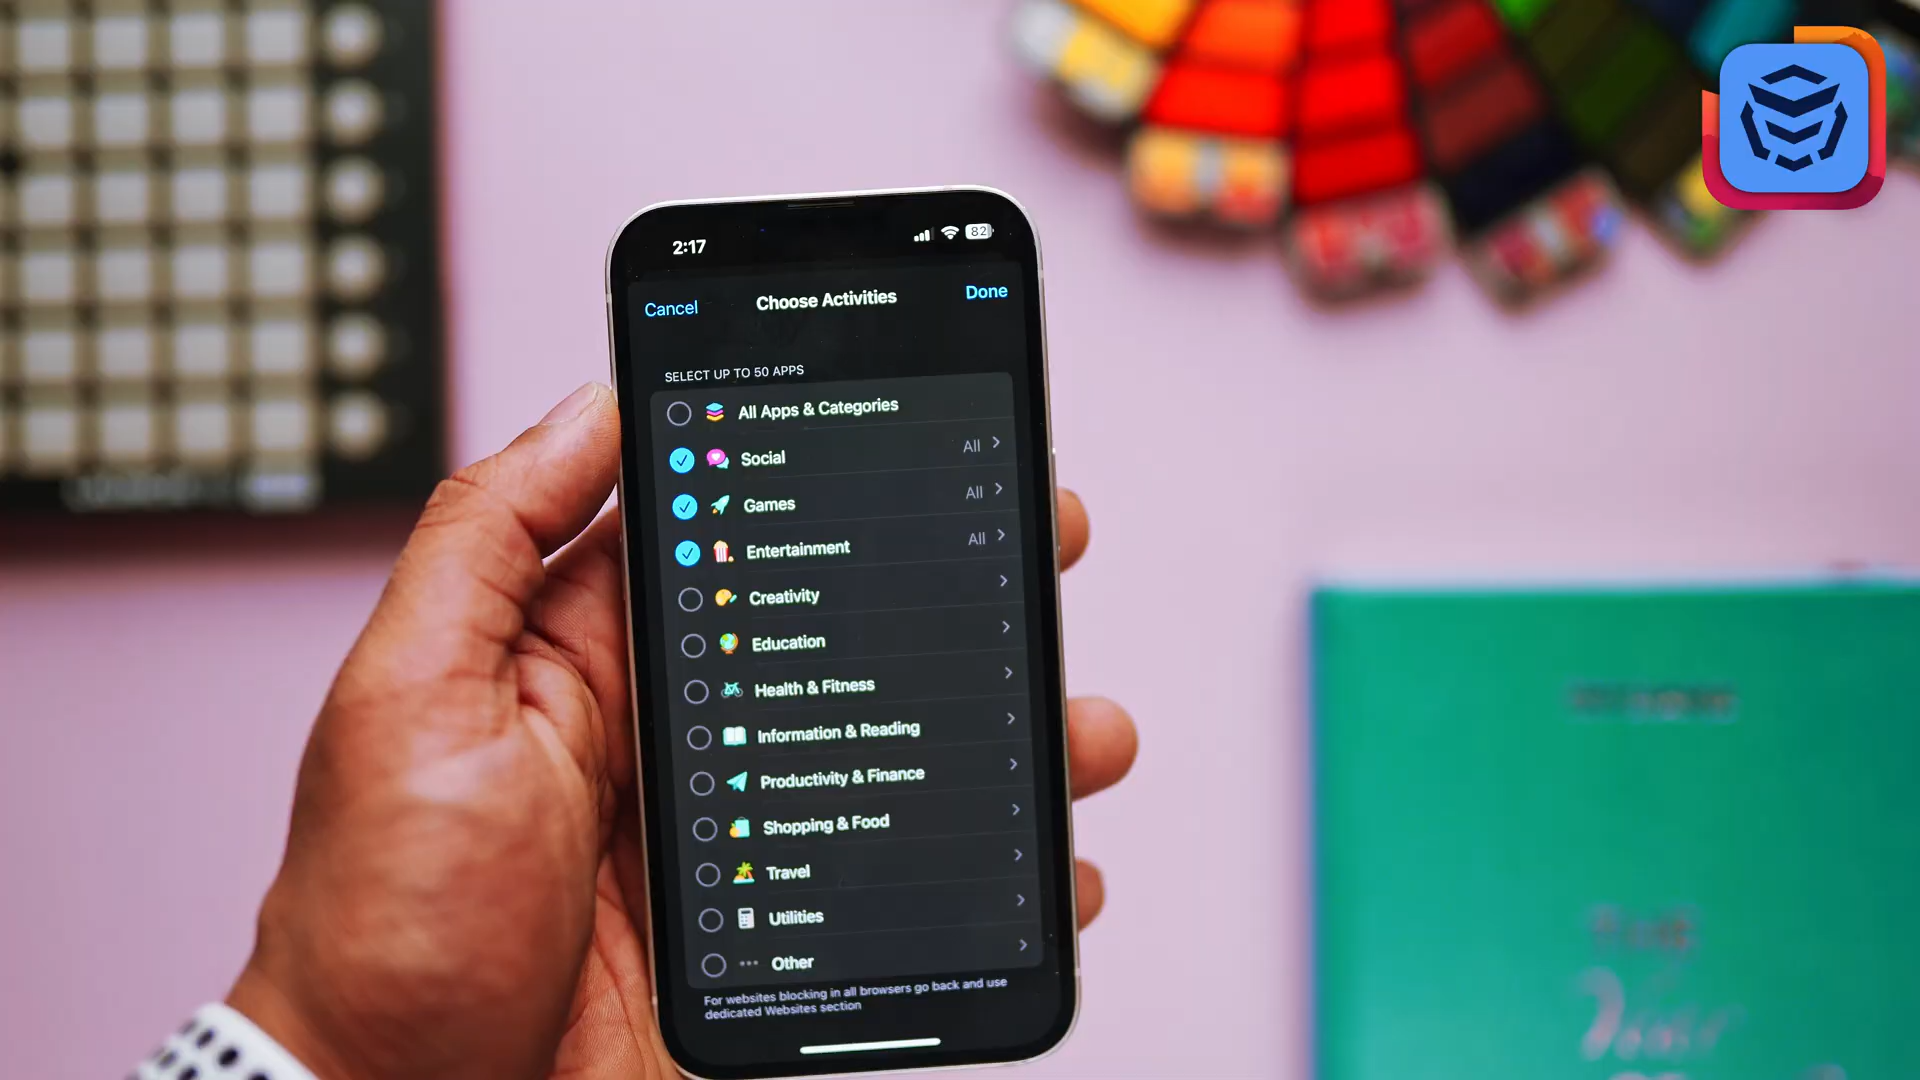 2:17
82
Cancel
Choose Activities
Done
SELECT UP TO 50 APPS
All Apps & Categories
Social
All
Games
All
Entertainment
All
Creativity
Education
Health & Fitness
Information & Reading
Productivity & Finance
Shopping & Food
Travel
Utilities
Other
For websites blocking in all browsers go back and use
dedicated Websites section